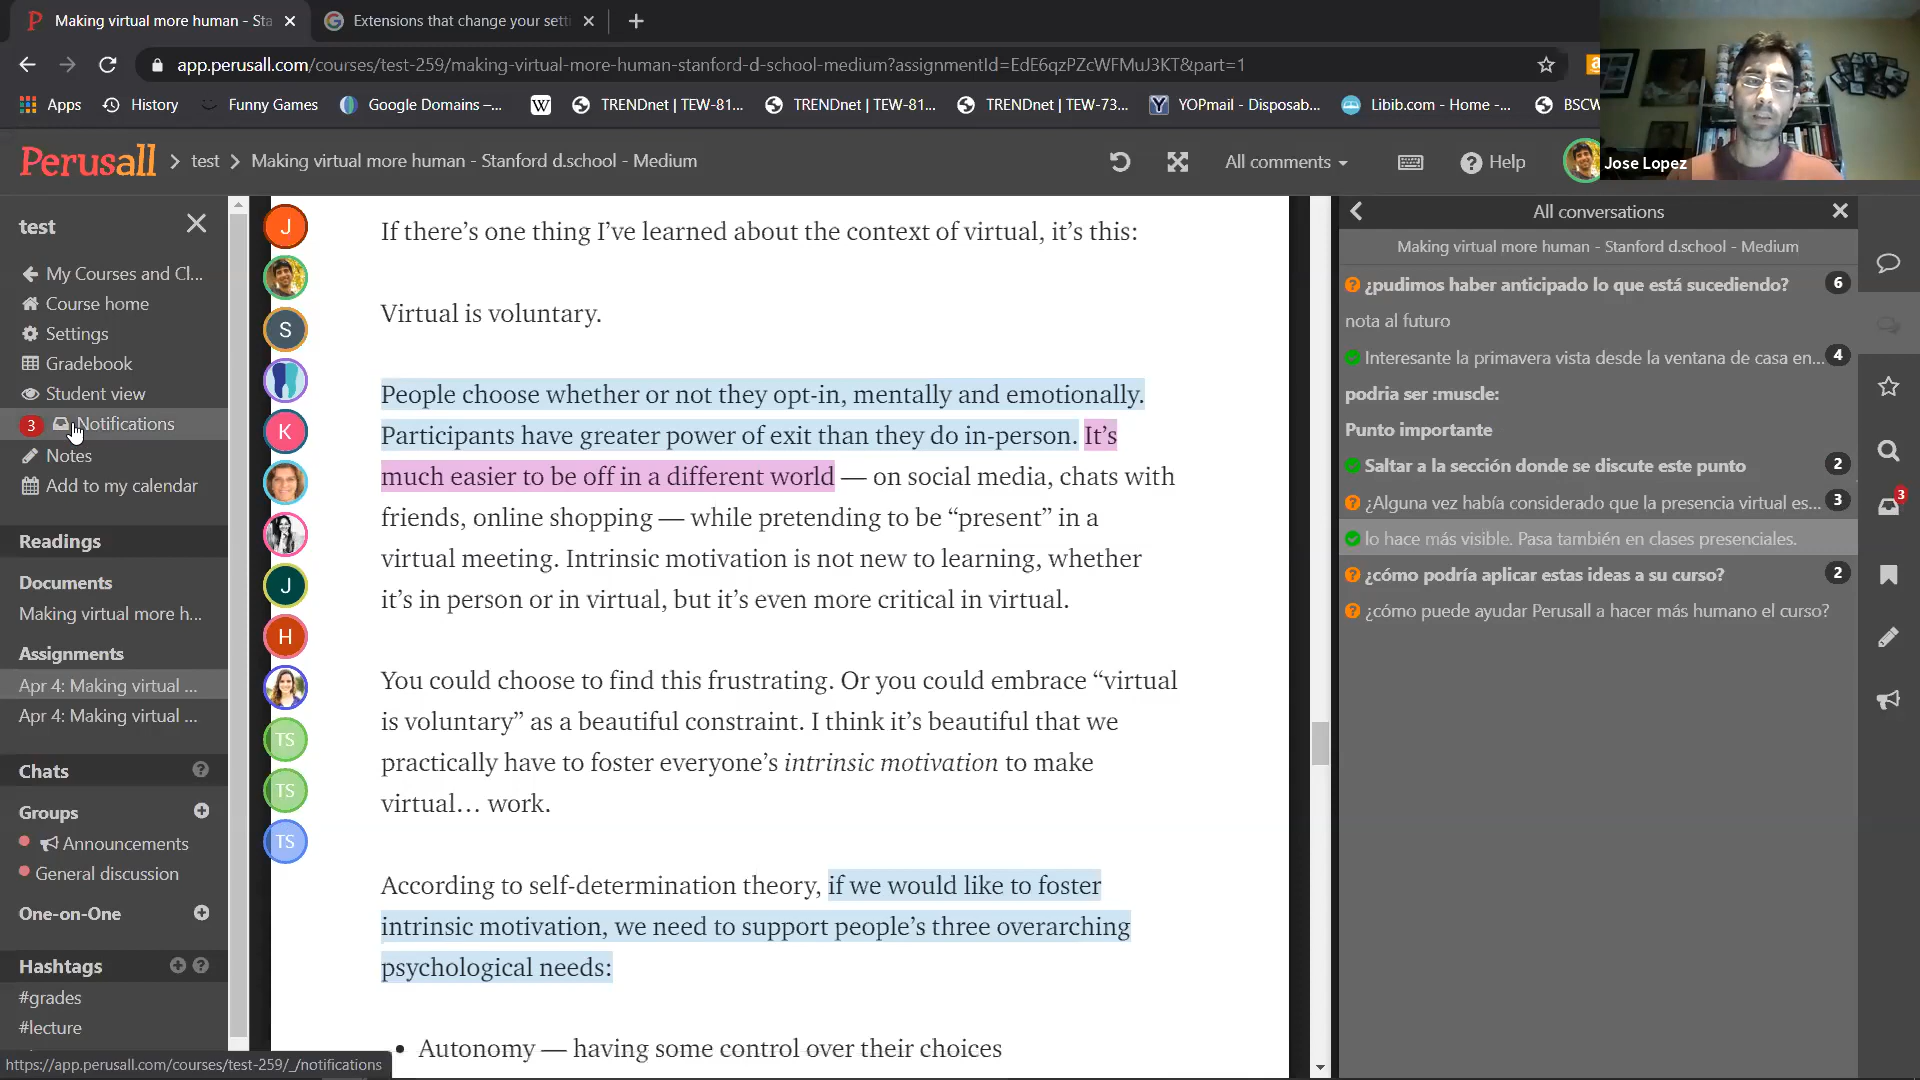 Making virtual more human - Sta
Extensions that change your sett
app.perusall.com/courses/test-259/making-virtual-more-human-stanford-d-school-medium?assignmentId=EdE6qzPZcWFMuJ3KT&part=1
Apps
History
Funny Games
Google Domains –...
W
TRENDnet | TEW-81...
TRENDnet | TEW-81...
TRENDnet | TEW-73...
YOPmail - Disposab...
Libib.com - Home -...
BSCW
Jose Lopez
Perusall > test > Making virtual more human - Stanford d.school - Medium
All comments
Help
test
My Courses and Cl...
Course home
Settings
Gradebook
Student view
3 Notifications
Notes
Add to my calendar
Readings
Documents
Making virtual more h...
Assignments
Apr 4: Making virtual ...
Apr 4: Making virtual ...
Chats
Groups
Announcements
General discussion
One-on-One
Hashtags
#grades
#lecture
https://app.perusall.com/courses/test-259/_/notifications
J
S
K
J
H
TS
TS
TS
If there’s one thing I’ve learned about the context of virtual, it’s this:
Virtual is voluntary.
People choose whether or not they opt-in, mentally and emotionally.
Participants have greater power of exit than they do in-person. It’s
much easier to be off in a different world — on social media, chats with
friends, online shopping — while pretending to be “present” in a
virtual meeting. Intrinsic motivation is not new to learning, whether
it’s in person or in virtual, but it’s even more critical in virtual.
You could choose to find this frustrating. Or you could embrace “virtual
is voluntary” as a beautiful constraint. I think it’s beautiful that we
practically have to foster everyone’s intrinsic motivation to make
virtual… work.
According to self-determination theory, if we would like to foster
intrinsic motivation, we need to support people’s three overarching
psychological needs:
• Autonomy — having some control over their choices
All conversations
Making virtual more human - Stanford d.school - Medium
¿pudimos haber anticipado lo que está sucediendo? 6
nota al futuro
Interesante la primavera vista desde la ventana de casa en... 4
podria ser :muscle:
Punto importante
Saltar a la sección donde se discute este punto 2
¿Alguna vez había considerado que la presencia virtual es... 3
lo hace más visible. Pasa también en clases presenciales.
¿cómo podría aplicar estas ideas a su curso? 2
¿cómo puede ayudar Perusall a hacer más humano el curso?
3